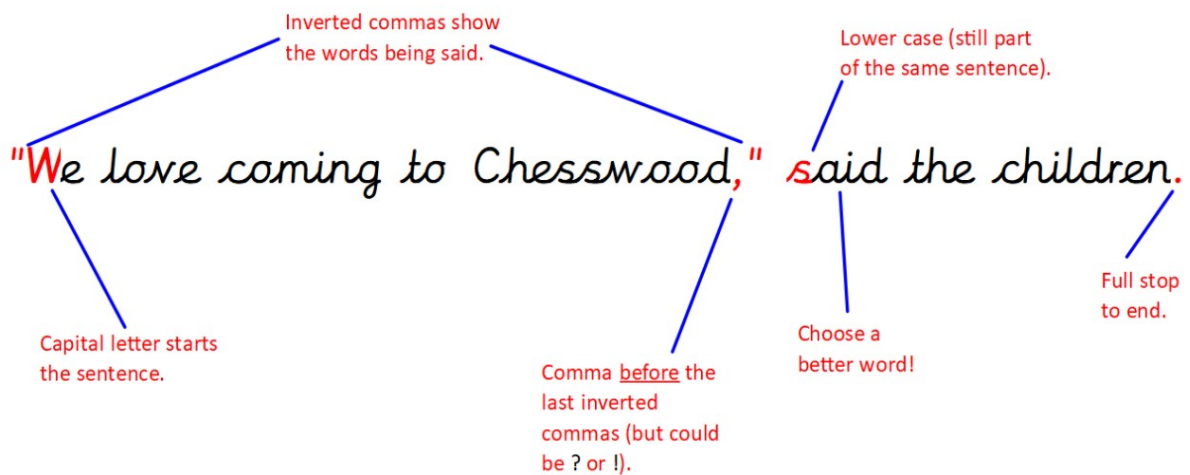 Inverted commas show
the words being said.
Lower case (still part
of the same sentence).
"We love coming to Chesswood," said the children.
Capital letter starts
the sentence.
Comma before the
last inverted
commas (but could
be ? or !).
Choose a
better word!
Full stop
to end.